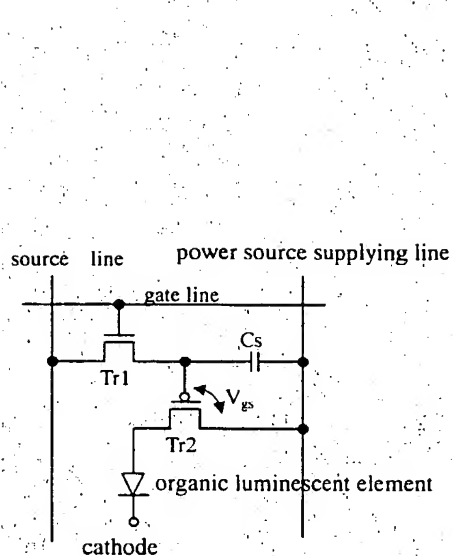 source line
power source supplying line
gate line
Cs
Tr1
Vgs
Tr2
organic luminescent element
cathode